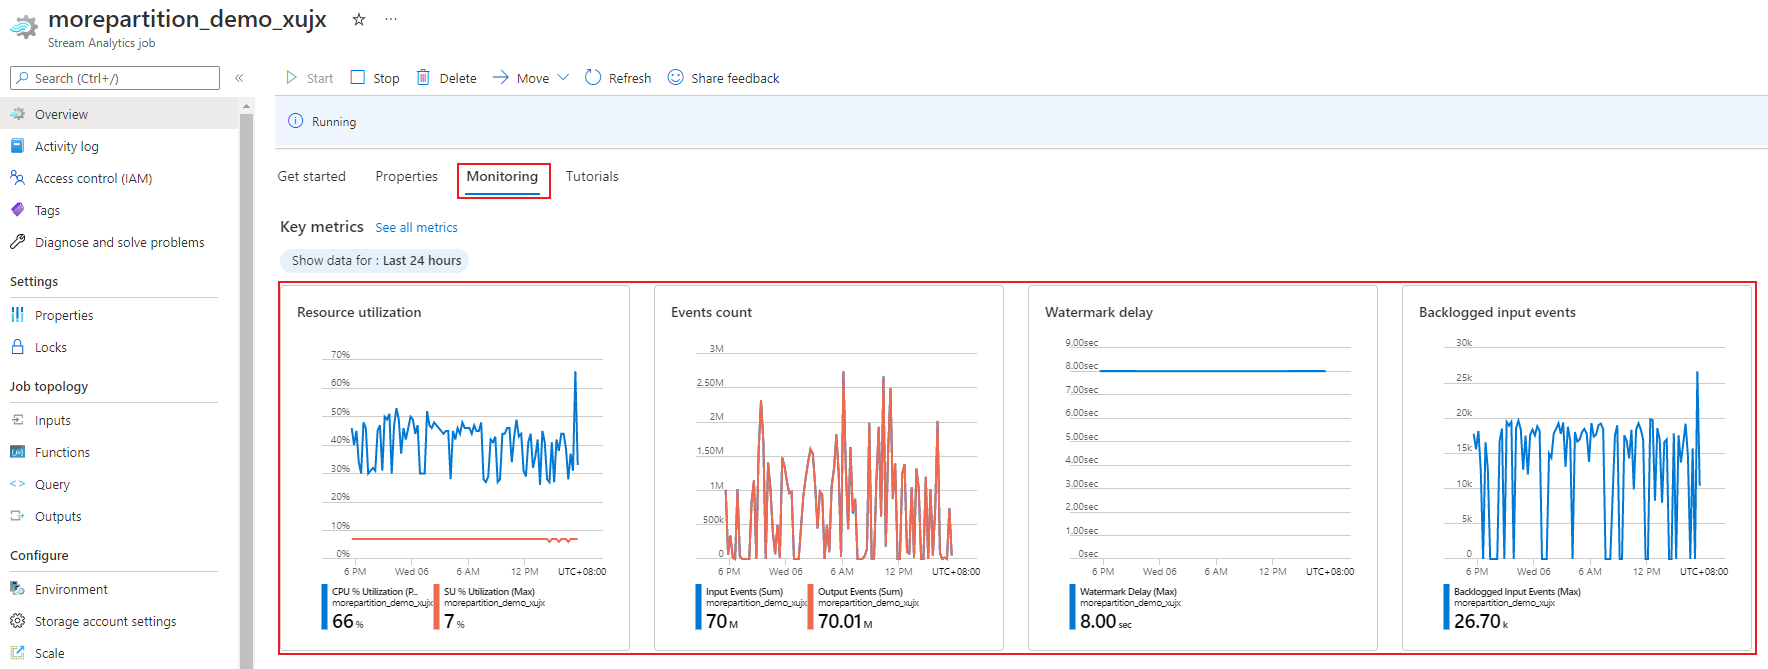 morepartition_demo_xujx
Stream Analytics job
Search (Ctrl+/)
Start
Stop
Delete
Move
Refresh
Share feedback
Overview
Activity log
Access control (IAM)
Tags
Diagnose and solve problems
Settings
Properties
Locks
Job topology
Inputs
Functions
Query
Outputs
Configure
Environment
Storage account settings
Scale
Running
Get started
Properties
Monitoring
Tutorials
Key metrics
See all metrics
Show data for : Last 24 hours
Resource utilization
70%
60%
50%
40%
30%
20%
10%
0%
6 PM
Wed 06
6 AM
12 PM
UTC+08:00
CPU % Utilization (P...
morepartition_demo_xujx
66 %
SU % Utilization (Max)
morepartition_demo_xujx
7 %
Events count
3M
2.50M
2M
1.50M
1M
500k
0
6 PM
Wed 06
6 AM
12 PM
UTC+08:00
Input Events (Sum)
morepartition_demo_xujx
70 M
Output Events (Sum)
morepartition_demo_xujx
70.01 M
Watermark delay
9.00sec
8.00sec
7.00sec
6.00sec
5.00sec
4.00sec
3.00sec
2.00sec
1.00sec
0sec
6 PM
Wed 06
6 AM
12 PM
UTC+08:00
Watermark Delay (Max)
morepartition_demo_xujx
8.00 sec
Backlogged input events
30k
25k
20k
15k
10k
5k
0
6 PM
Wed 06
6 AM
12 PM
UTC+08:00
Backlogged Input Events (Max)
morepartition_demo_xujx
26.70 k